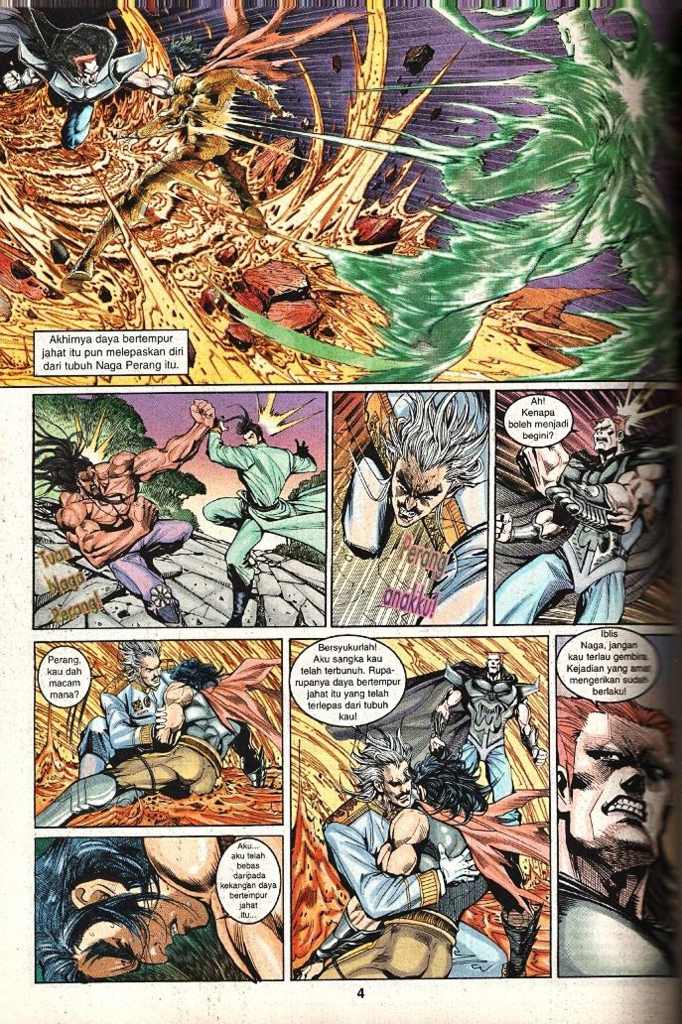 Akhirnya daya bertempur
jahat itu pun melepaskan diri
dari tubuh Naga Perang itu.
Tuan
Naga
Perang!
Perang!
anakku!
Ah!
Kenapa
boleh menjadi
begini?
Perang,
kau dah
macam
mana?
Aku...
aku telah
bebas
daripada
kekangan daya
bertempur
jahat
itu...
Bersyukurlah!
Aku sangka kau
telah terbunuh. Rupa-
rupanya daya bertempur
jahat itu yang telah
terlepas dari tubuh
kau!
Iblis
Naga, jangan
kau terlau gembira.
Kejadian yang amat
mengerikan sudah
berlaku!
4